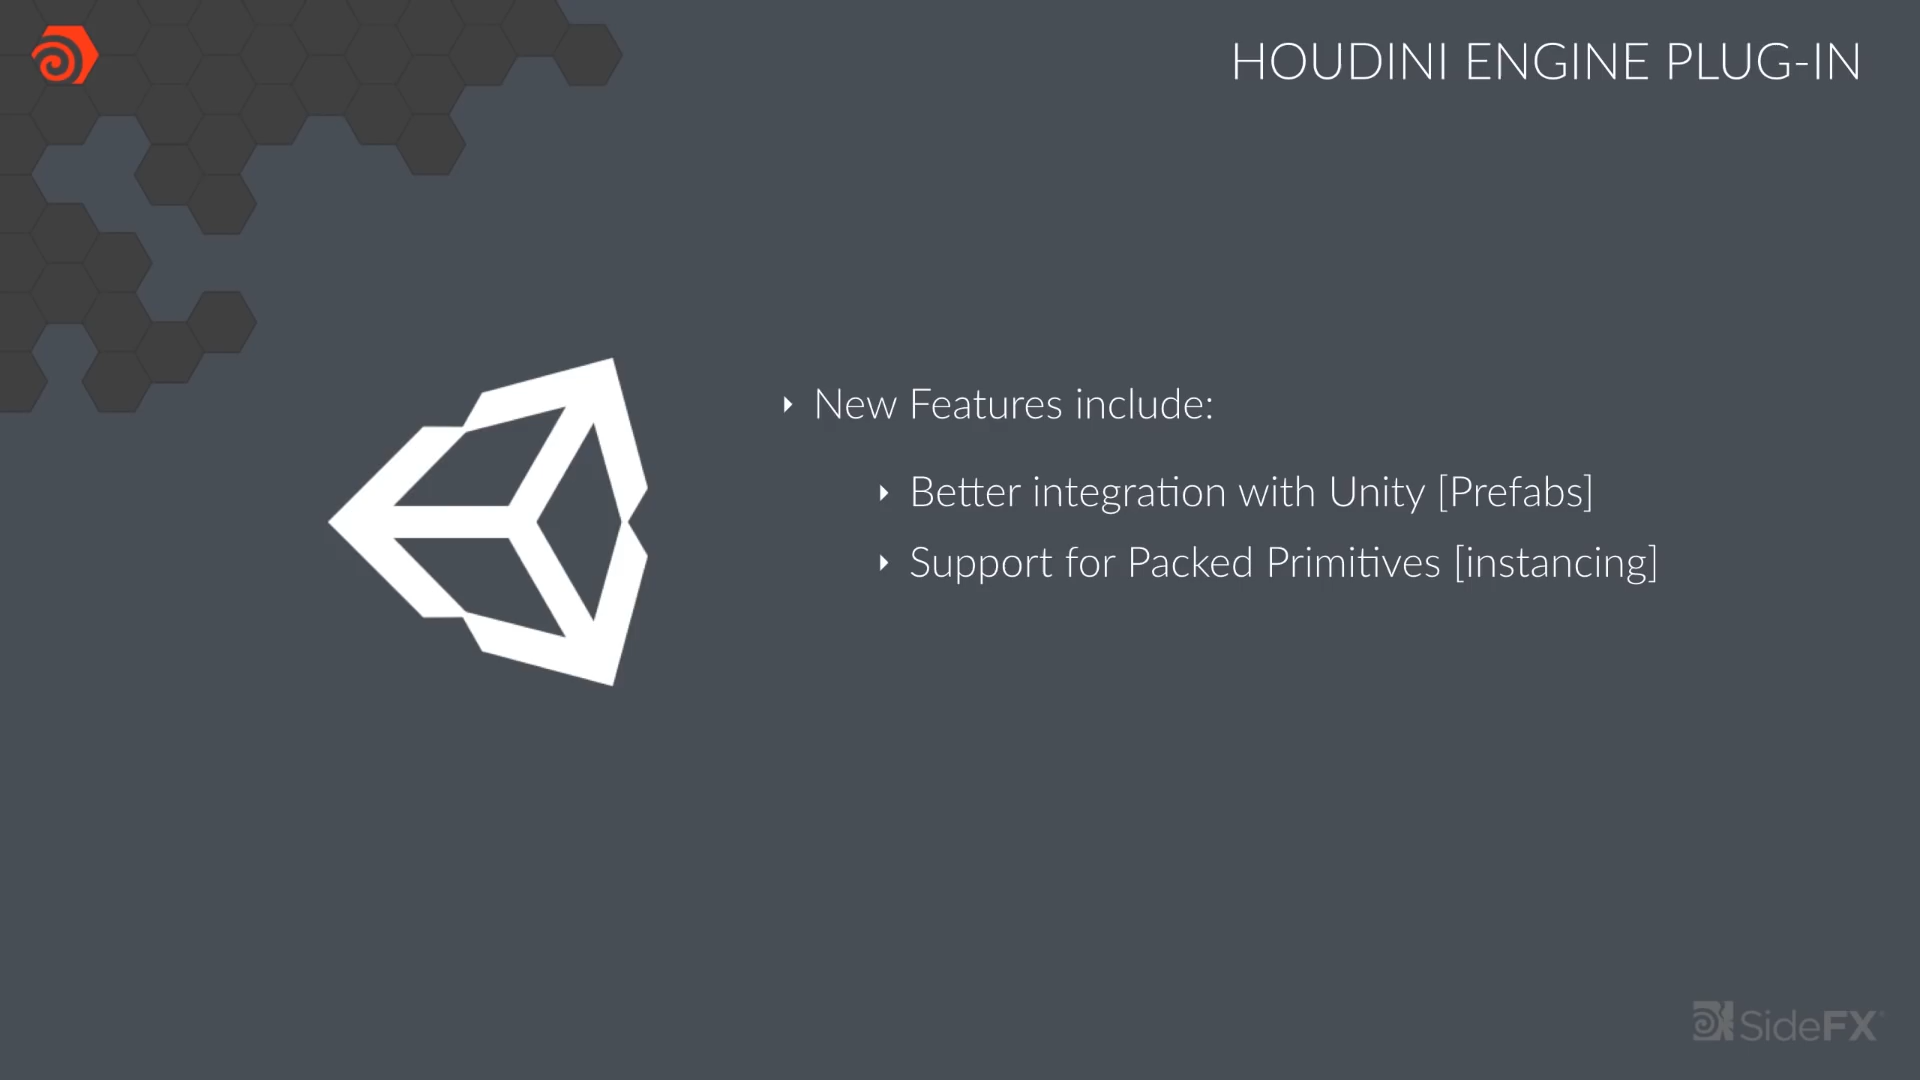 HOUDINI ENGINE PLUG-IN
New Features include:
Better integration with Unity [Prefabs]
Support for Packed Primitives [instancing]
SideFX